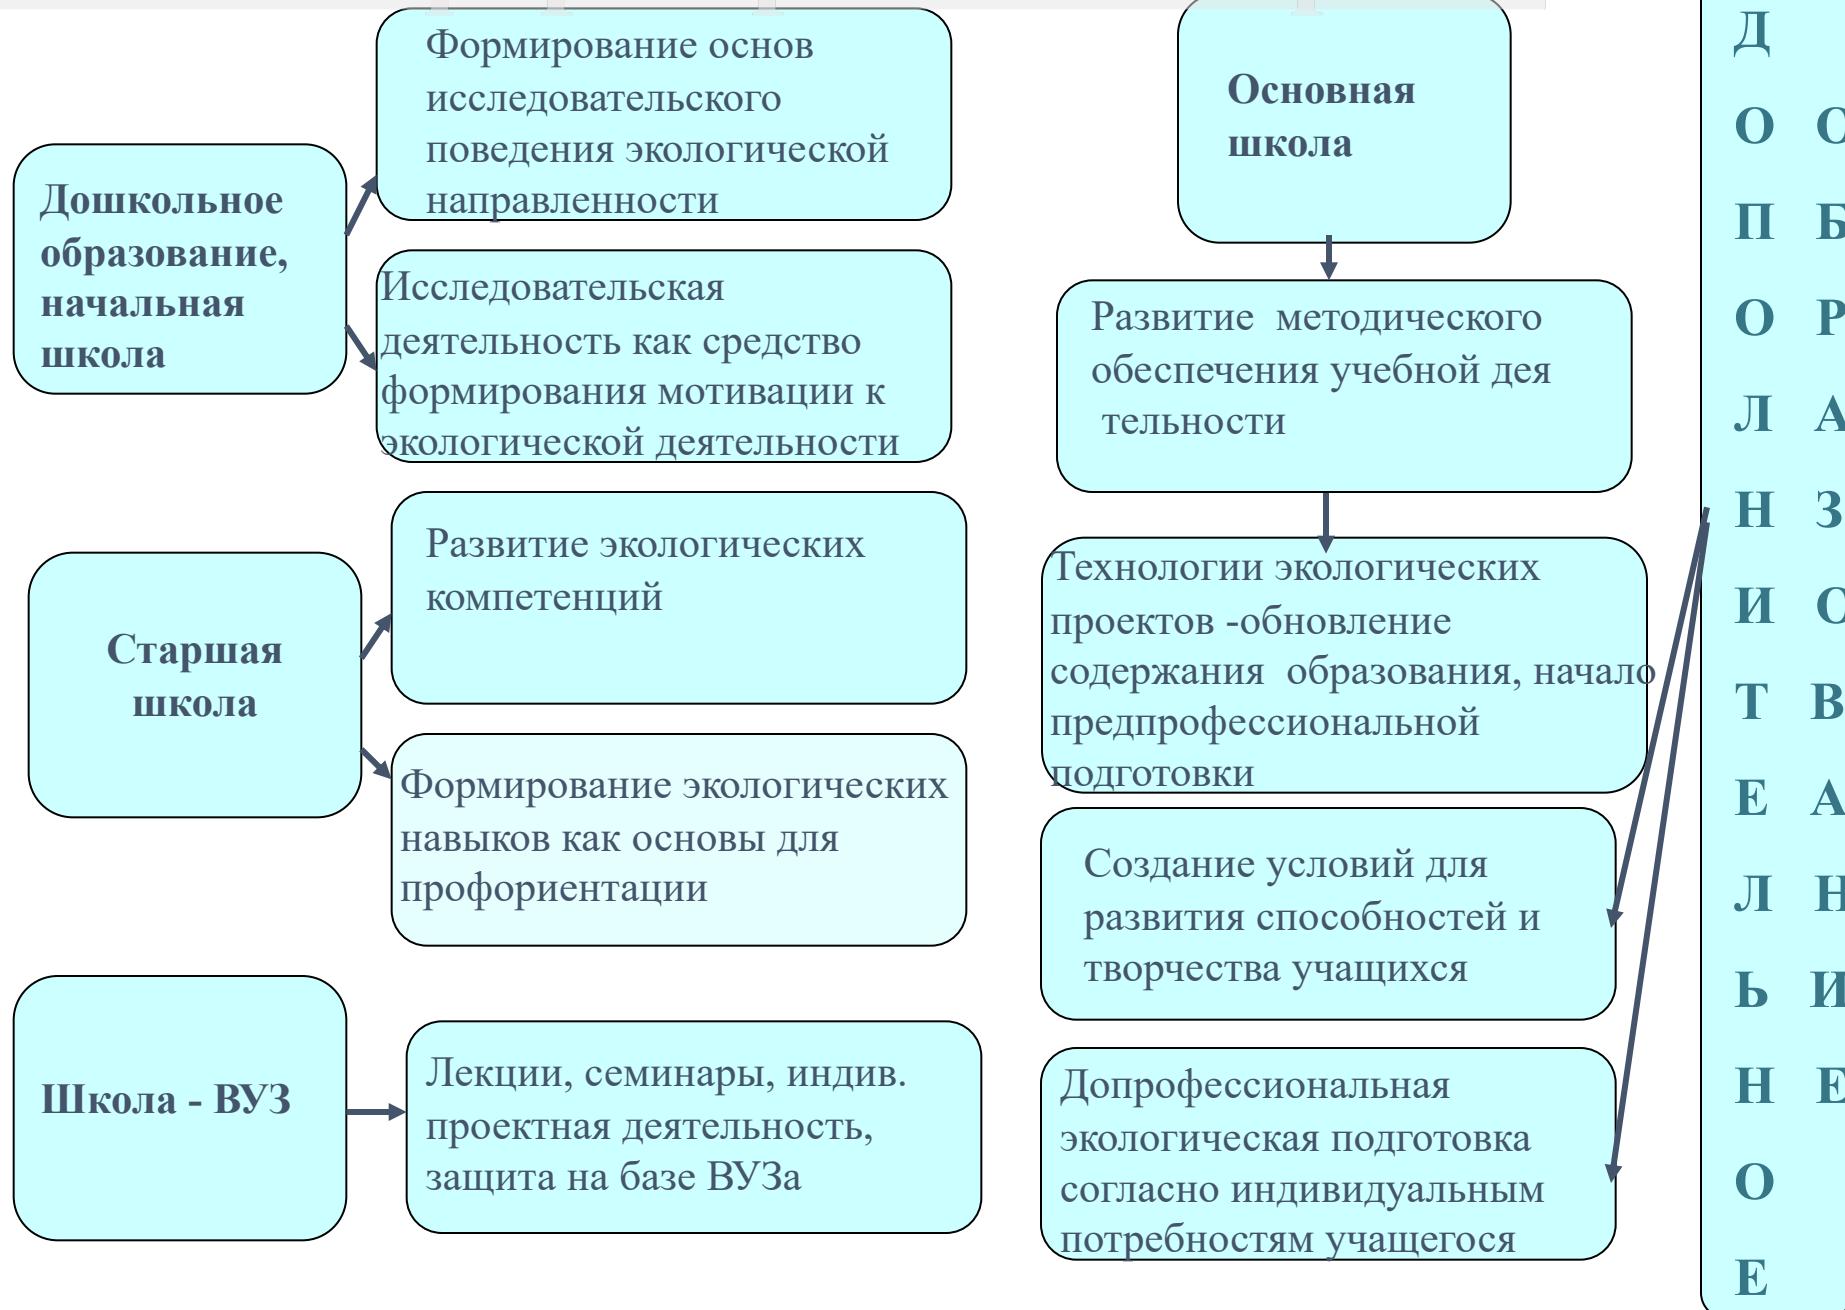 Формирование основ
исследовательского
поведения экологической
направленности
Дошкольное
образование,
начальная
школа
Исследовательская
деятельность как средство
формирования мотивации к
экологической деятельности
Развитие экологических
компетенций
Старшая
школа
Формирование экологических
навыков как основы для
профориентации
Школа - ВУЗ
Лекции, семинары, индив.
проектная деятельность,
защита на базе ВУЗа
Основная
школа
Развитие методического
обеспечения учебной дея
тельности
Технологии экологических
проектов -обновление
содержания образования, начало
предпрофессиональной
подготовки
Создание условий для
развития способностей и
творчества учащихся
Допрофессиональная
экологическая подготовка
согласно индивидуальным
потребностям учащегося
Д
О О
П Б
О Р
Л А
Н З
И О
Т В
Е А
Л Н
Ь И
Н Е
О
Е